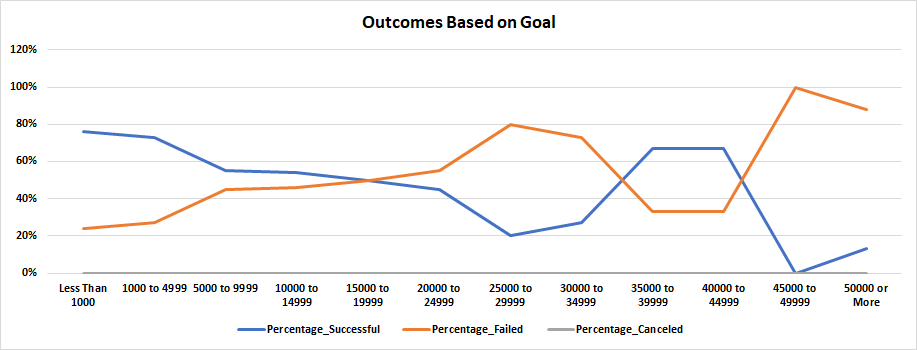 Outcomes Based on Goal
120%
100%
80%
60%
40%
20%
0%
Less Than
1000
1000 to 4999
5000 to 9999
10000 to
14999
15000 to
19999
20000 to
24999
25000 to
29999
30000 to
34999
35000 to
39999
40000 to
44999
45000 to
49999
50000 or
More
Percentage_Successful
Percentage_Failed
Percentage_Canceled